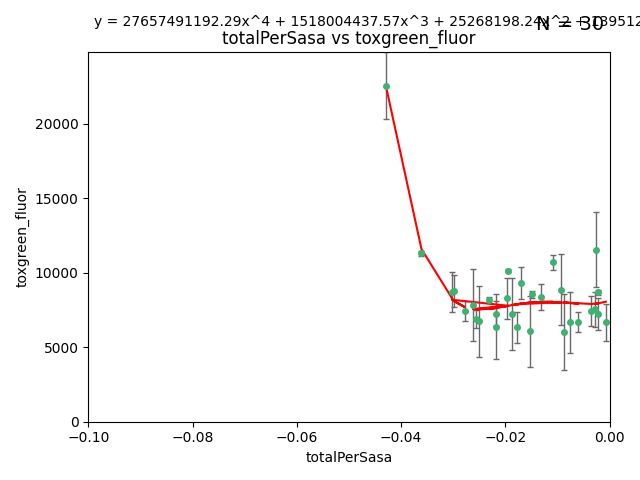 y = 27657491192.29x^4 + 1518004437.57x^3 + 25268198.24x^2 + 139512
N = 30
totalPerSasa vs toxgreen_fluor
toxgreen_fluor
20000
15000
10000
5000
0
−0.10 −0.08 −0.06 −0.04 −0.02 0.00
totalPerSasa